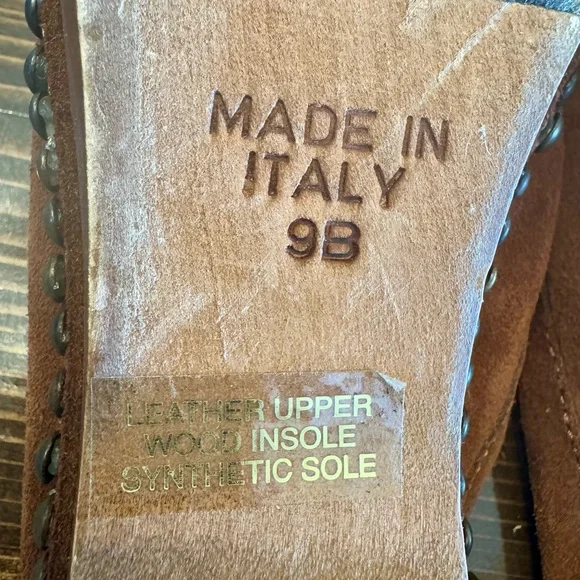 MADE IN
ITALY
9B
LEATHER UPPER
WOOD INSOLE
SYNTHETIC SOLE